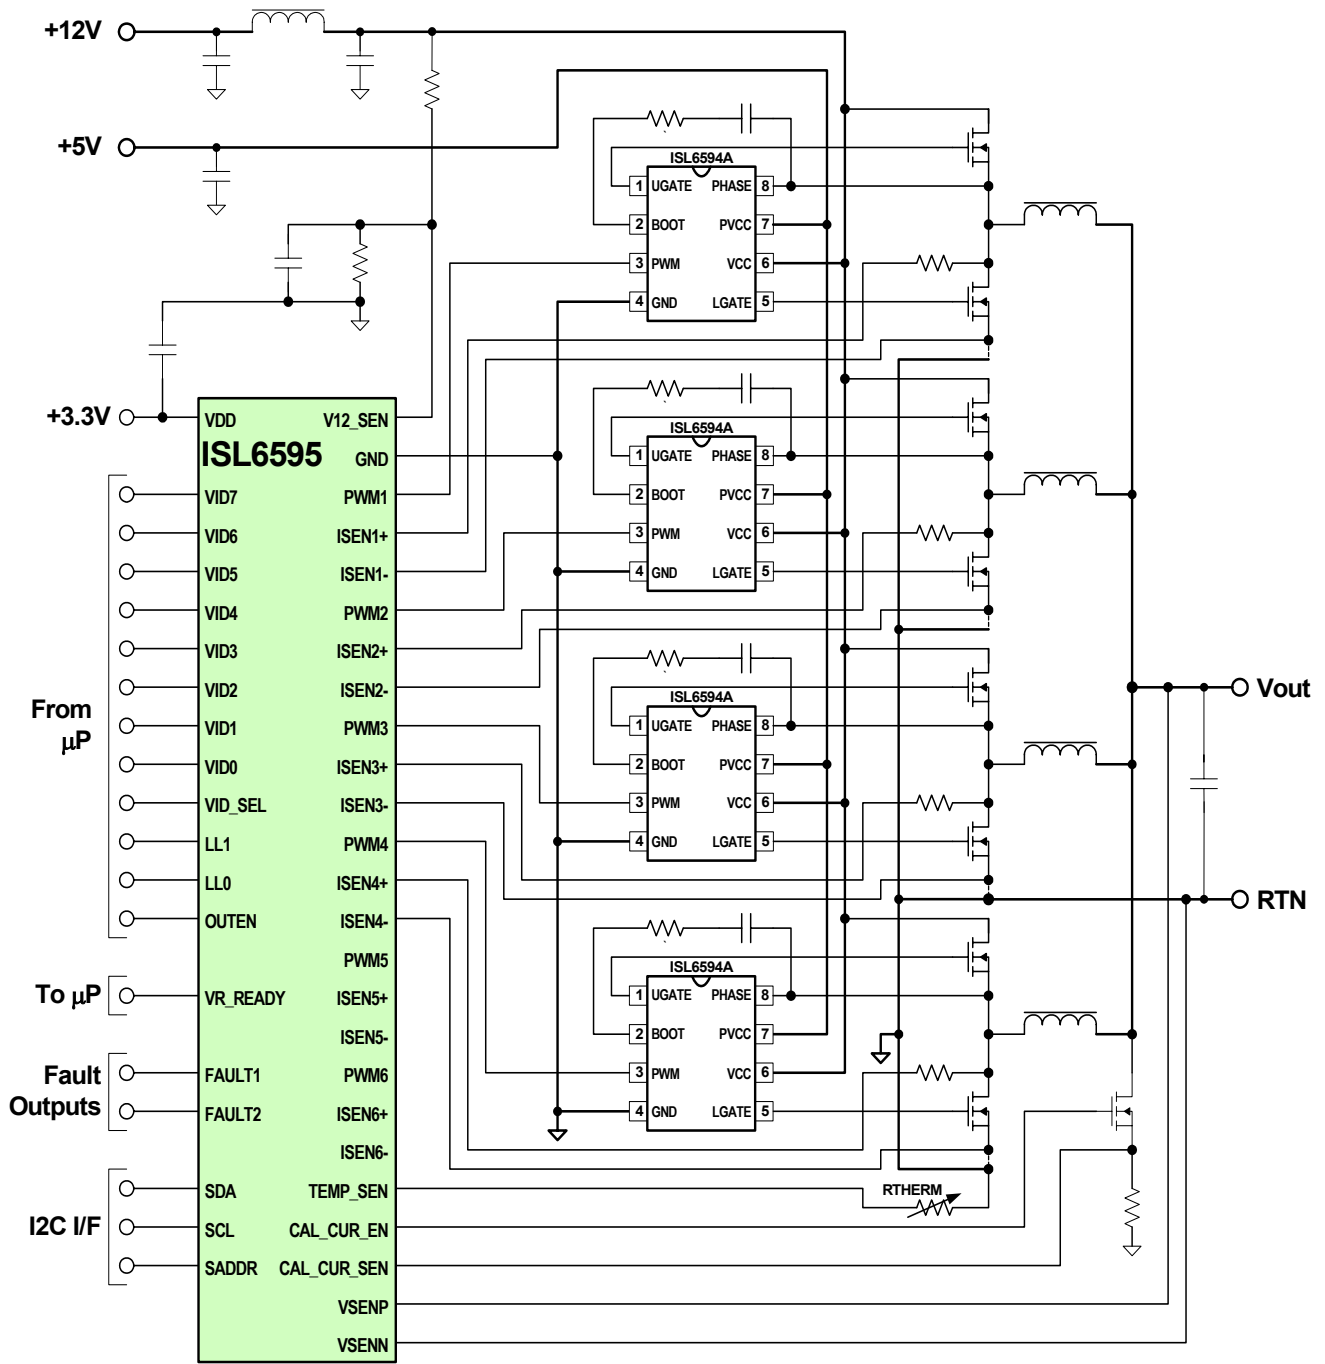 +12V
+5V
+3.3V
ISL6595
VDD
VID7
VID6
VID5
VID4
VID3
VID2
VID1
VID0
VID_SEL
LL1
LL0
OUTEN
VR_READY
FAULT1
FAULT2
SDA
SCL
SADDR
From
µP
To µP
Fault
Outputs
I2C I/F
V12_SEN
GND
PWM1
ISEN1+
ISEN1-
PWM2
ISEN2+
ISEN2-
PWM3
ISEN3+
ISEN3-
PWM4
ISEN4+
ISEN4-
PWM5
ISEN5+
ISEN5-
PWM6
ISEN6+
ISEN6-
TEMP_SEN
CAL_CUR_EN
CAL_CUR_SEN
VSENP
VSENN
ISL6594A
1 UGATE PHASE 8
2 BOOT PVCC 7
3 PWM VCC 6
4 GND LGATE 5
ISL6594A
1 UGATE PHASE 8
2 BOOT PVCC 7
3 PWM VCC 6
4 GND LGATE 5
ISL6594A
1 UGATE PHASE 8
2 BOOT PVCC 7
3 PWM VCC 6
4 GND LGATE 5
ISL6594A
1 UGATE PHASE 8
2 BOOT PVCC 7
3 PWM VCC 6
4 GND LGATE 5
RTHERM
Vout
RTN